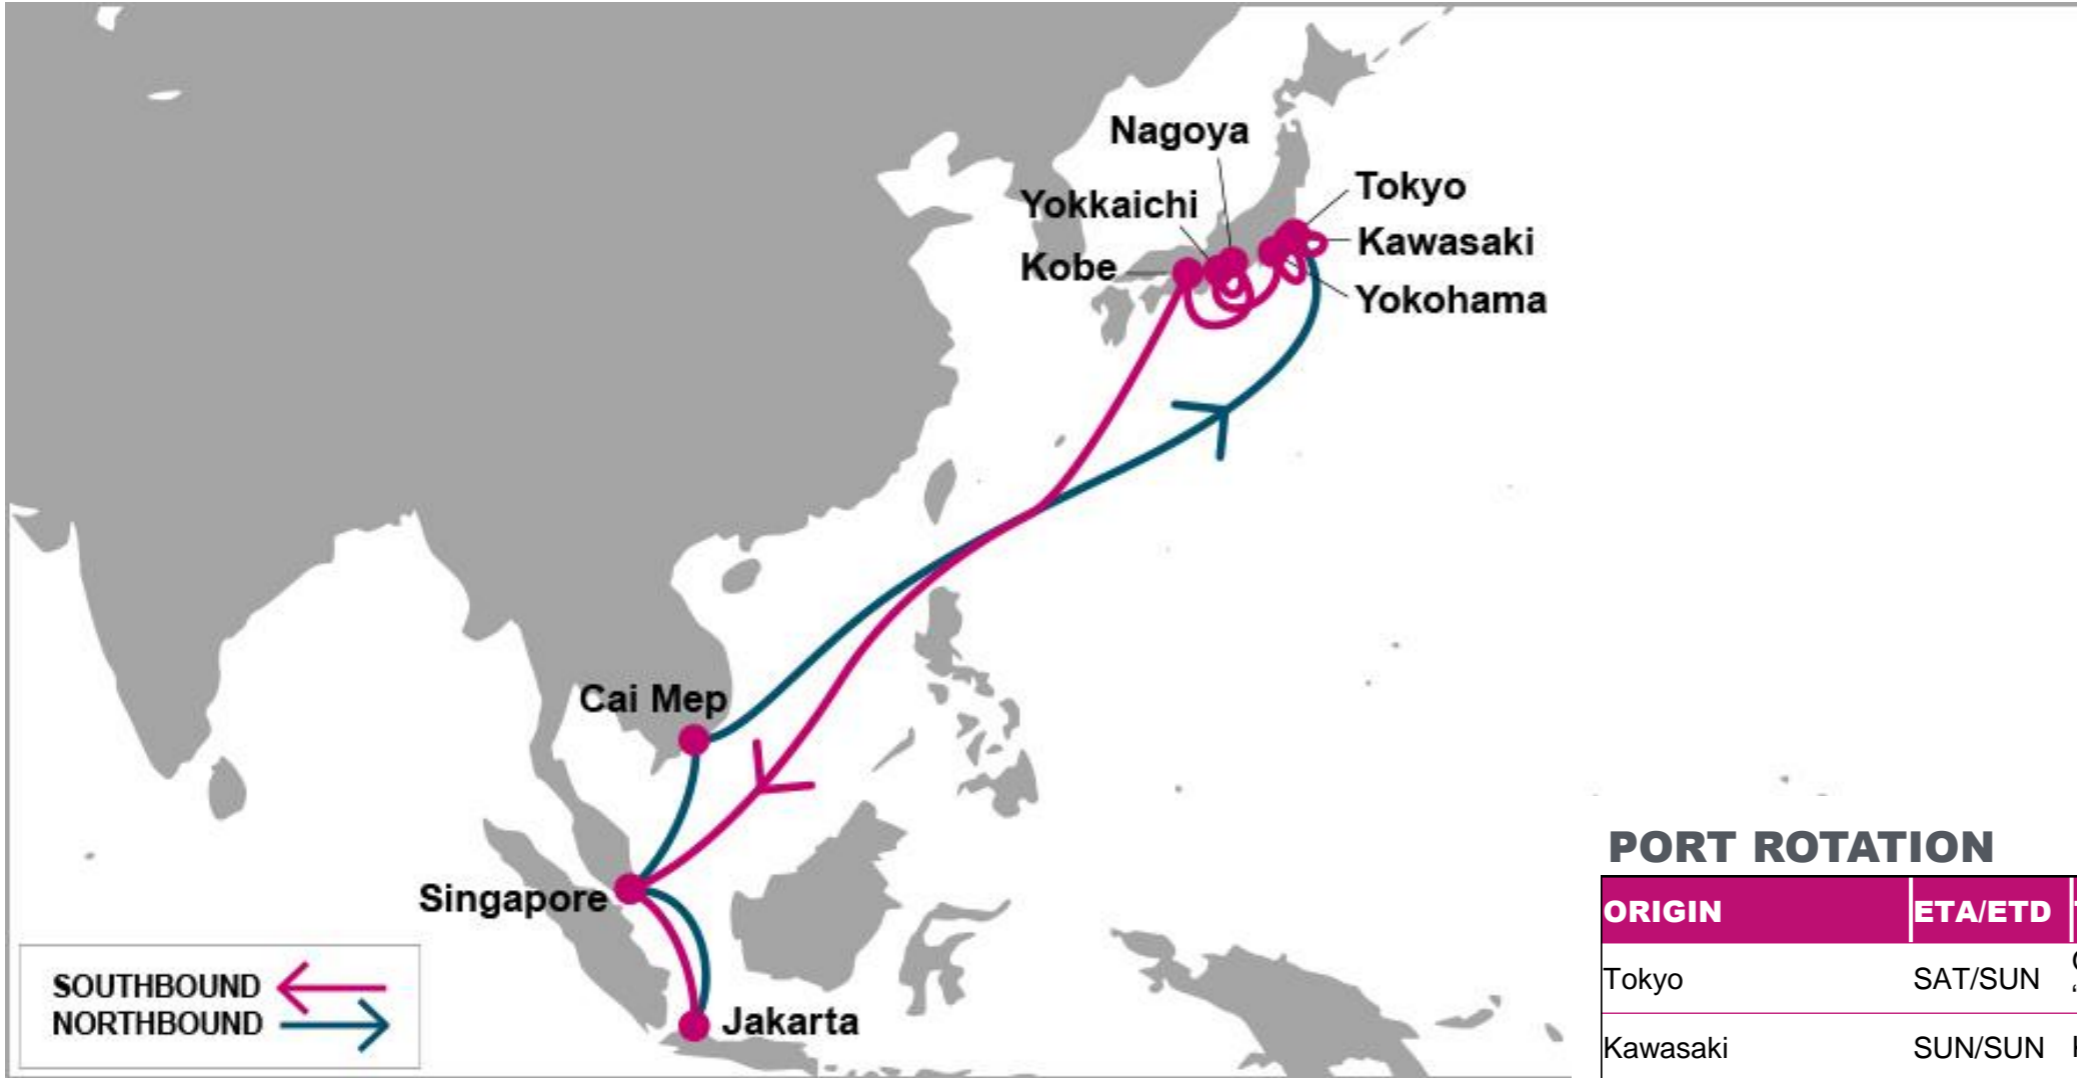 Nagoya
Tokyo
Yokkaichi
Kawasaki
Kobe
Yokohama
Cai Mep
Singapore
Jakarta
SOUTHBOUND
NORTHBOUND
PORT ROTATION
ORIGIN ETA/ETD
Tokyo SAT/SUN
Kawasaki SUN/SUN